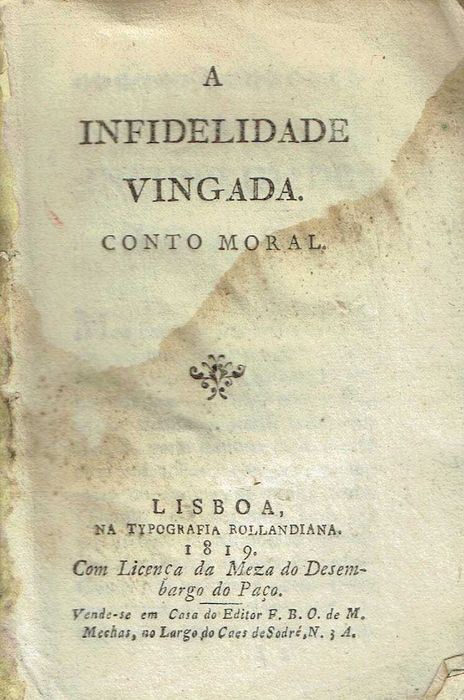 A
INFIDELIDADE
VINGADA.
CONTO MORAL.
LISBOA,
NA TYPOGRAFIA ROLLANDIANA.
1819.
Com Licença da Meza do Desem-
bargo do Paço.
Vende-se em Casa do Editor F. B. O. de M.
Mechas, no Largo do Caes de Sodré, N. 3 A.